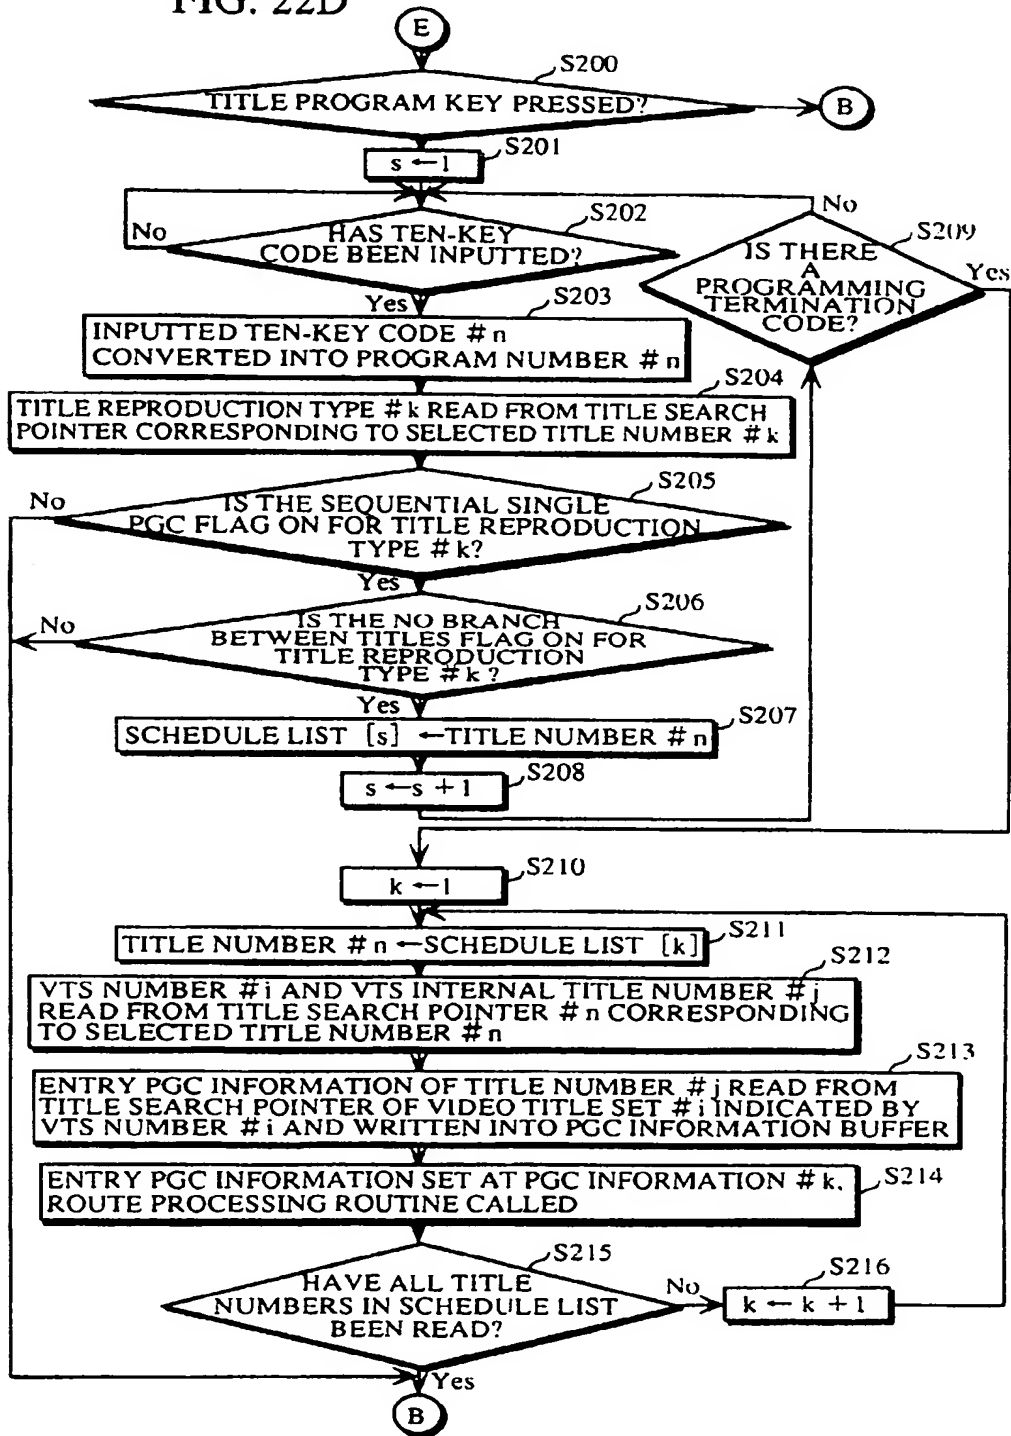 FIG. 22D
E
S200
TITLE PROGRAM KEY PRESSED?
B
S201
s ← 1
No
S202
HAS TEN-KEY
CODE BEEN INPUTTED?
No
S209
IS THERE
A
PROGRAMMING
TERMINATION
CODE?
Yes
Yes
S203
INPUTTED TEN-KEY CODE #n
CONVERTED INTO PROGRAM NUMBER #n
S204
TITLE REPRODUCTION TYPE #k READ FROM TITLE SEARCH
POINTER CORRESPONDING TO SELECTED TITLE NUMBER #k
No
S205
IS THE SEQUENTIAL SINGLE
PGC FLAG ON FOR TITLE REPRODUCTION
TYPE #k?
Yes
S206
No
IS THE NO BRANCH
BETWEEN TITLES FLAG ON FOR
TITLE REPRODUCTION
TYPE #k?
Yes
S207
SCHEDULE LIST [s] ←TITLE NUMBER #n
S208
s←s + 1
S210
k ← 1
S211
TITLE NUMBER #n ←SCHEDULE LIST [k]
S212
VTS NUMBER #i AND VTS INTERNAL TITLE NUMBER #j
READ FROM TITLE SEARCH POINTER #n CORRESPONDING
TO SELECTED TITLE NUMBER #n
S213
ENTRY PGC INFORMATION OF TITLE NUMBER #j READ FROM
TITLE SEARCH POINTER OF VIDEO TITLE SET #i INDICATED BY
VTS NUMBER #i AND WRITTEN INTO PGC INFORMATION BUFFER
S214
ENTRY PGC INFORMATION SET AT PGC INFORMATION #k,
ROUTE PROCESSING ROUTINE CALLED
S215
HAVE ALL TITLE
NUMBERS IN SCHEDULE LIST
BEEN READ?
No
S216
k ← k + 1
Yes
B